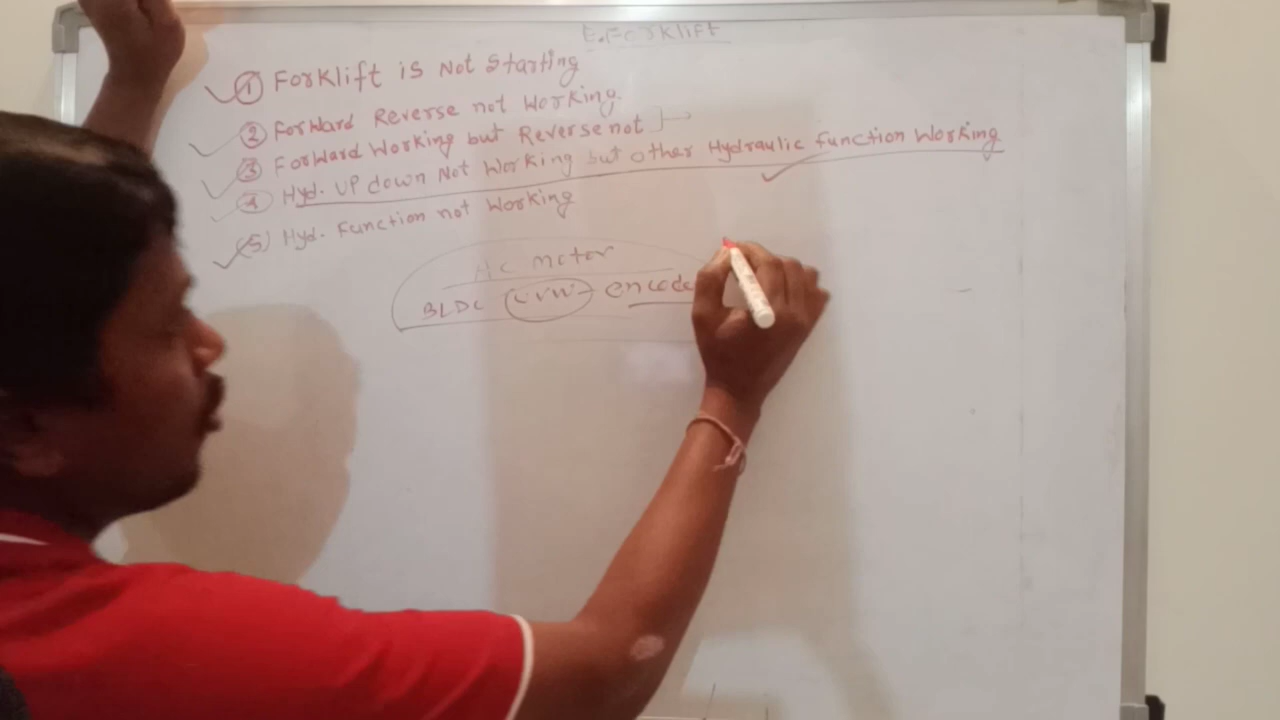 E.Forklift
① Forklift is Not Starting
② Forward Reverse not Working.
③ Forward Working but Reverse not
④ Hyd. UP down Not Working but other Hydraulic function Working
(5) Hyd. Function not Working
AC motor
BLDC UVW - encode